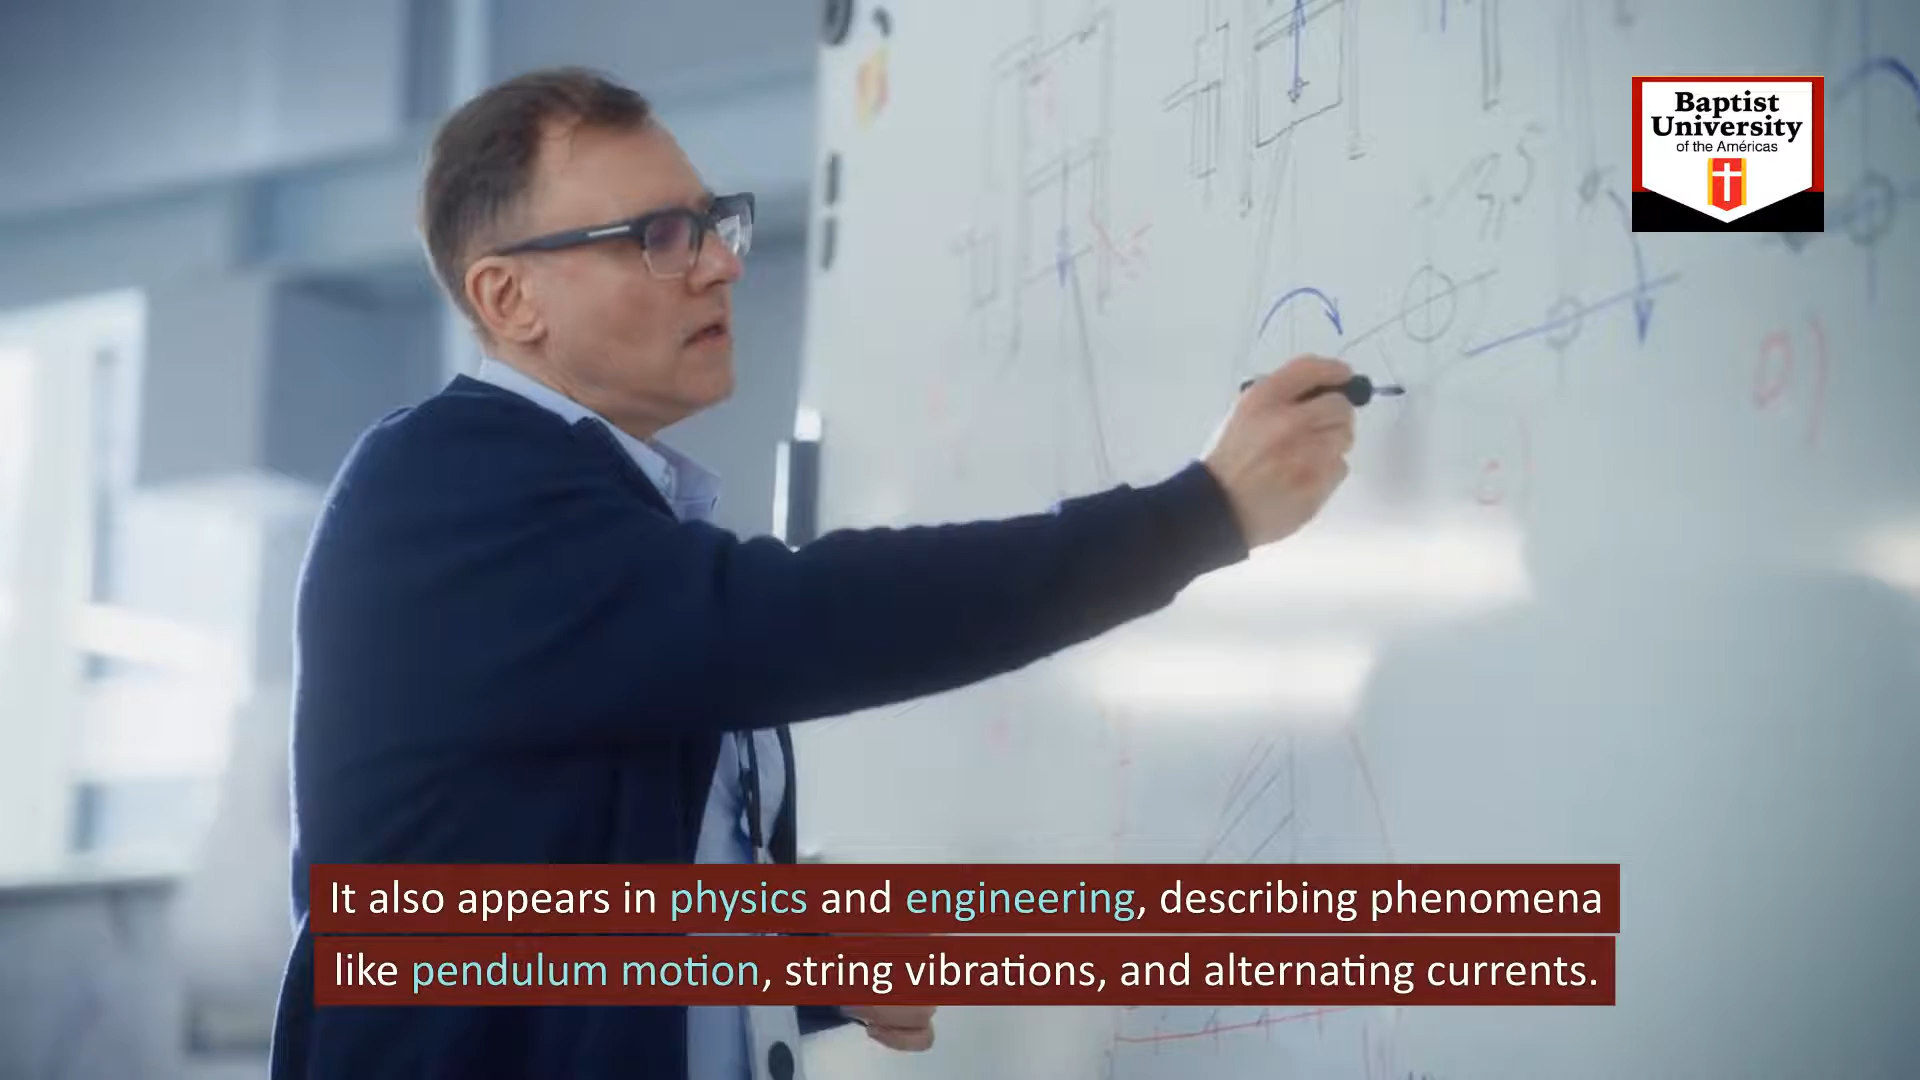 Baptist
University
of the Américas
It also appears in physics and engineering, describing phenomena
like pendulum motion, string vibrations, and alternating currents.